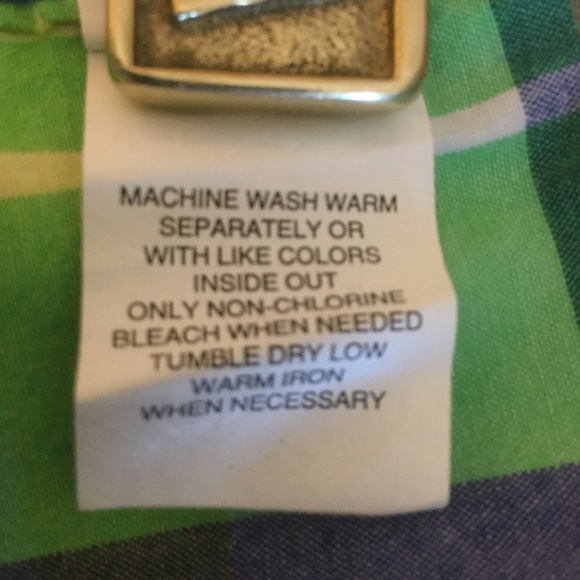 MACHINE WASH WARM
SEPARATELY OR
WITH LIKE COLORS
INSIDE OUT
ONLY NON-CHLORINE
BLEACH WHEN NEEDED
TUMBLE DRY LOW
WARM IRON
WHEN NECESSARY